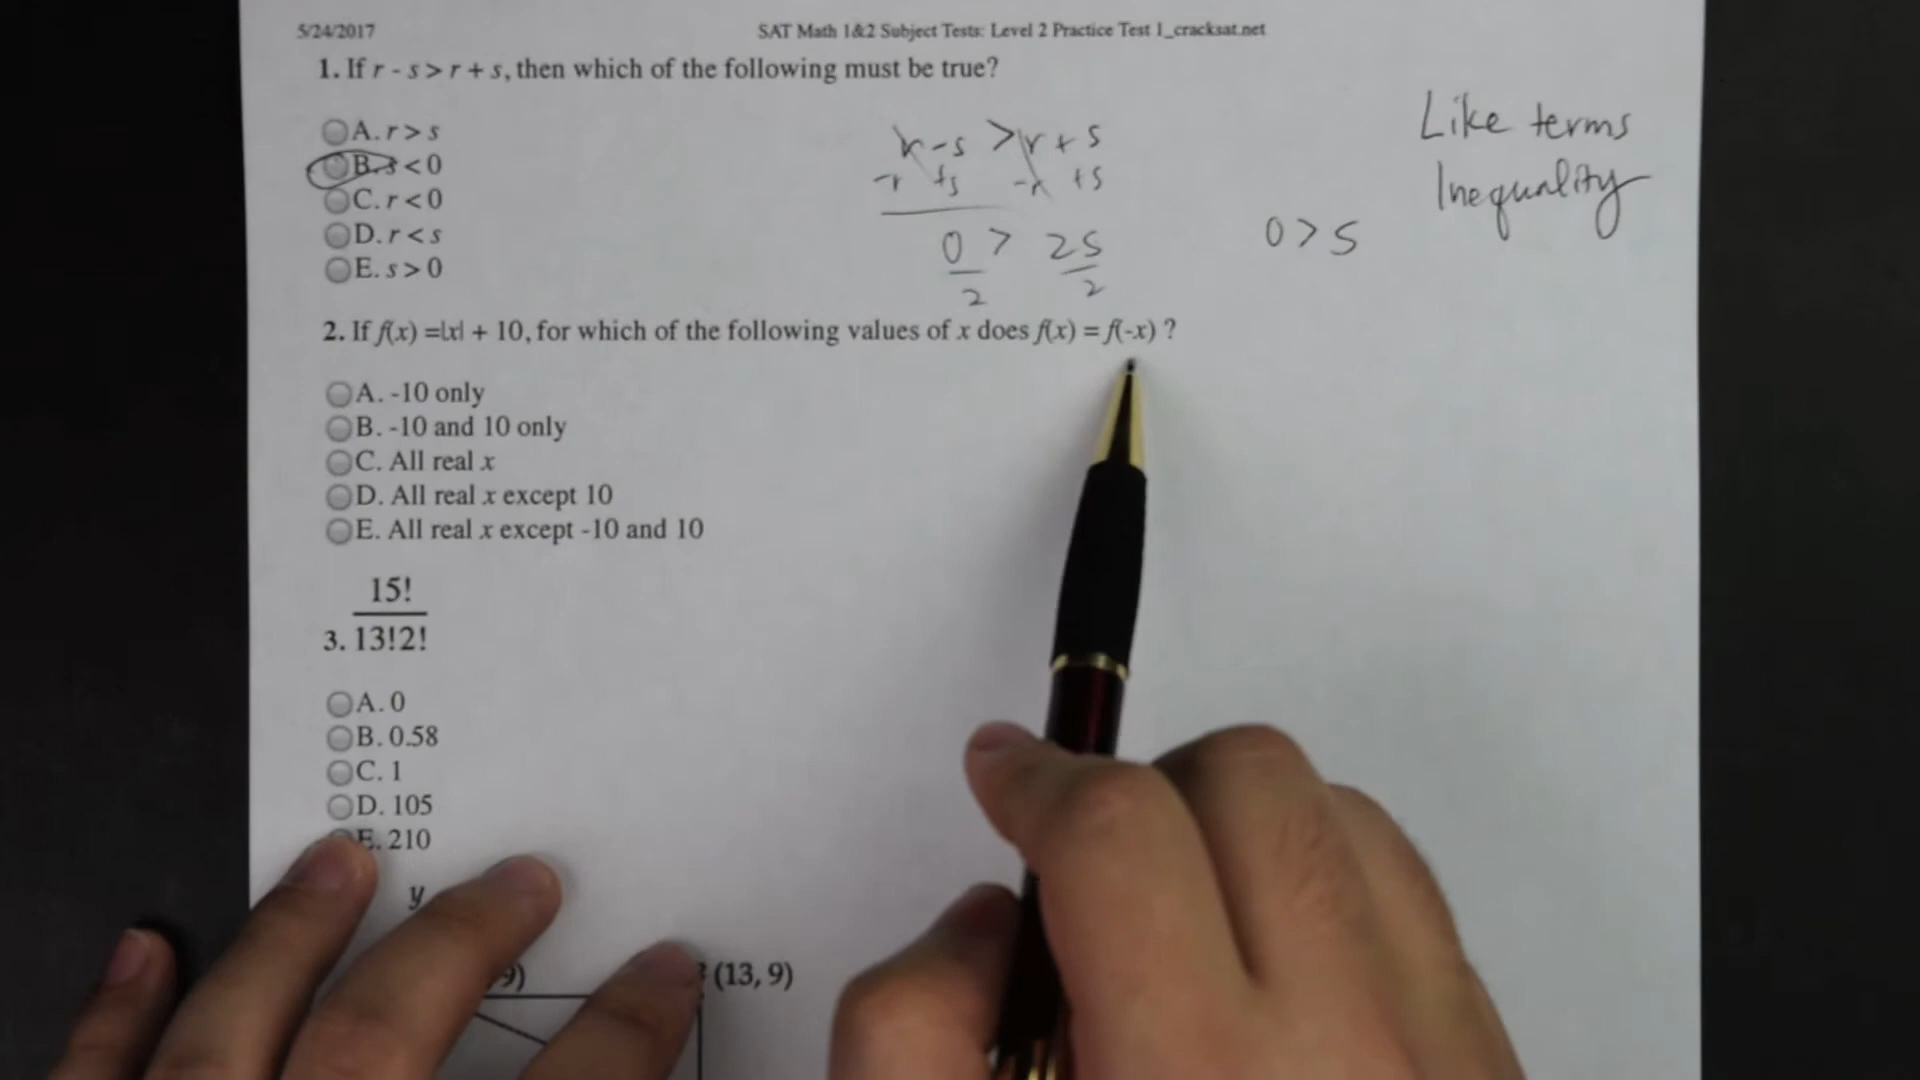 5/24/2017
SAT Math 1&2 Subject Tests: Level 2 Practice Test 1_cracksat.net
1. If r - s > r + s, then which of the following must be true?
A. r > s
B. s < 0
C. r < 0
D. r < s
E. s > 0
r - s > r + s
-r +s -r +s
0 > 2s
2 2
0 > s
Like terms
Inequality
2. If f(x) =|x| + 10, for which of the following values of x does f(x) = f(-x) ?
A. -10 only
B. -10 and 10 only
C. All real x
D. All real x except 10
E. All real x except -10 and 10
15!
3. 13!2!
A. 0
B. 0.58
C. 1
D. 105
E. 210
y
9)
(13, 9)